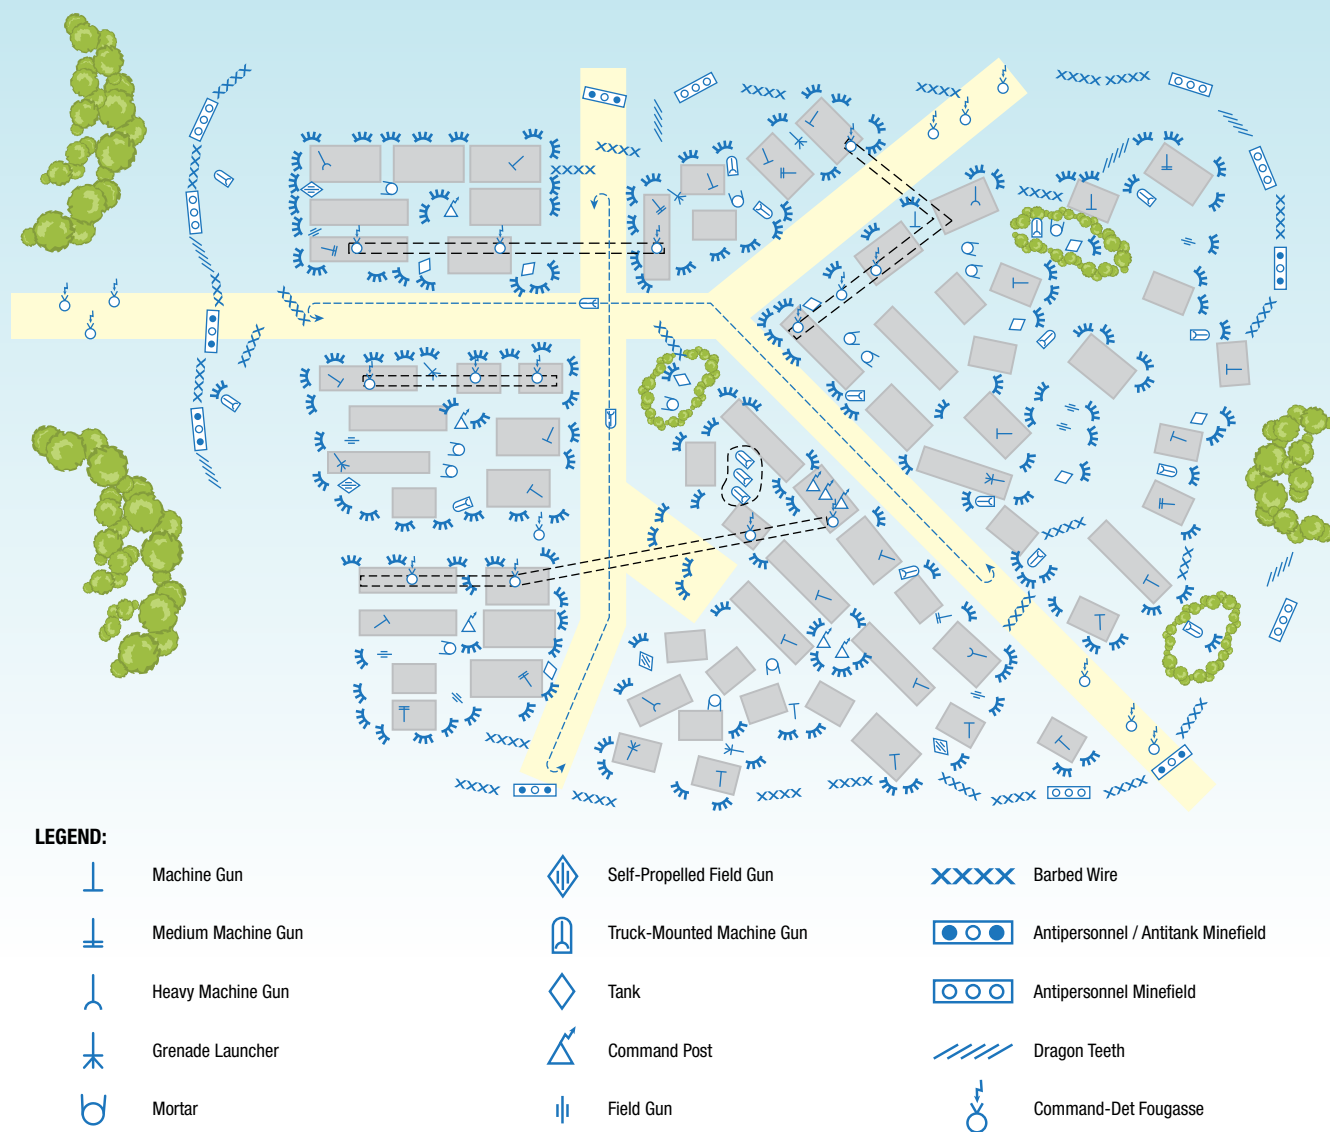 LEGEND:
Machine Gun
Medium Machine Gun
Heavy Machine Gun
Grenade Launcher
Mortar
Self-Propelled Field Gun
Truck-Mounted Machine Gun
Tank
Command Post
Field Gun
Barbed Wire
Antipersonnel / Antitank Minefield
Antipersonnel Minefield
Dragon Teeth
Command-Det Fougasse